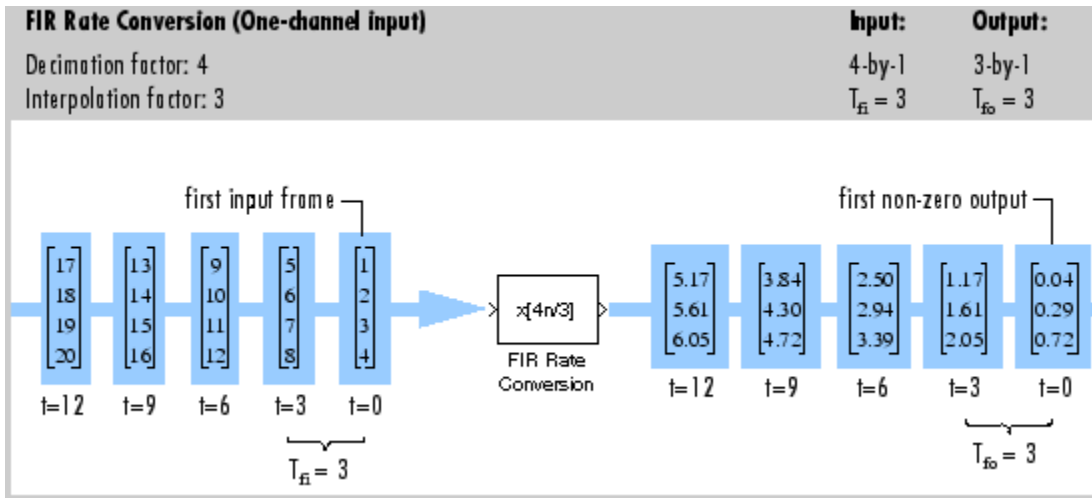 FIR Rate Conversion (One-channel input) Input: Output:
Decimation factor: 4 4-by-1 3-by-1
Interpolation factor: 3 Tfi = 3 Tfo = 3
first input frame first non-zero output
17 13 9 5 1 5.17 3.84 2.50 1.17 0.04
18 14 10 6 2 x[4n/3] 5.61 4.30 2.94 1.61 0.29
19 15 11 7 3 6.05 4.72 3.39 2.05 0.72
20 16 12 8 4
FIR Rate
Conversion
t=12 t=9 t=6 t=3 t=0 t=12 t=9 t=6 t=3 t=0
Tfi = 3 Tfo = 3